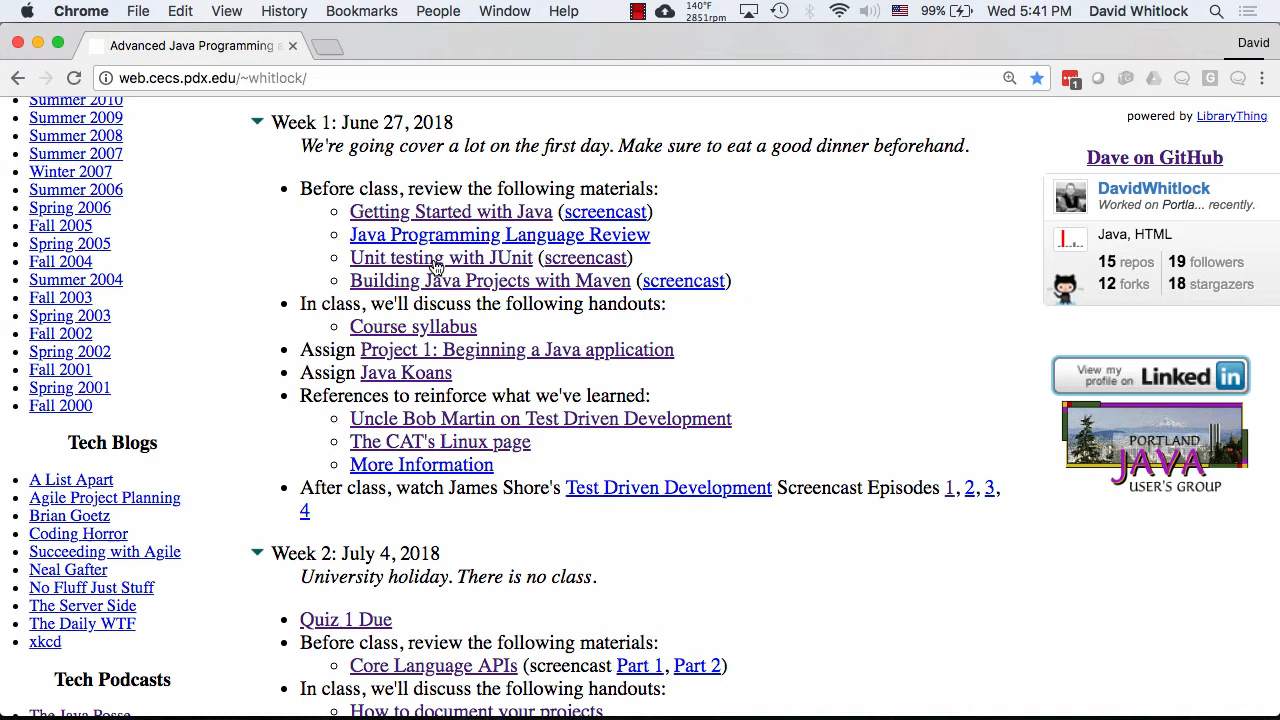 Chrome File Edit View History Bookmarks People Window Help 140°F 2851rpm 99% Wed 5:41 PM David Whitlock
Advanced Java Programming a David
web.cecs.pdx.edu/~whitlock/ 1 G
Summer 2010
Summer 2009
Summer 2008
Summer 2007
Winter 2007
Summer 2006
Spring 2006
Fall 2005
Spring 2005
Fall 2004
Summer 2004
Fall 2003
Spring 2003
Fall 2002
Spring 2002
Fall 2001
Spring 2001
Fall 2000
Tech Blogs
A List Apart
Agile Project Planning
Brian Goetz
Coding Horror
Succeeding with Agile
Neal Gafter
No Fluff Just Stuff
The Server Side
The Daily WTF
xkcd
Tech Podcasts
The Java Posse
Week 1: June 27, 2018
We're going cover a lot on the first day. Make sure to eat a good dinner beforehand.
Before class, review the following materials:
Getting Started with Java (screencast)
Java Programming Language Review
Unit testing with JUnit (screencast)
Building Java Projects with Maven (screencast)
In class, we'll discuss the following handouts:
Course syllabus
Assign Project 1: Beginning a Java application
Assign Java Koans
References to reinforce what we've learned:
Uncle Bob Martin on Test Driven Development
The CAT's Linux page
More Information
After class, watch James Shore's Test Driven Development Screencast Episodes 1, 2, 3,
4
Week 2: July 4, 2018
University holiday. There is no class.
Quiz 1 Due
Before class, review the following materials:
Core Language APIs (screencast Part 1, Part 2)
In class, we'll discuss the following handouts:
How to document your projects
powered by LibraryThing
Dave on GitHub
DavidWhitlock
Worked on Portla... recently.
Java, HTML
15 repos 19 followers
12 forks 18 stargazers
View my
profile on Linked in
PORTLAND
JAVA
USER'S GROUP